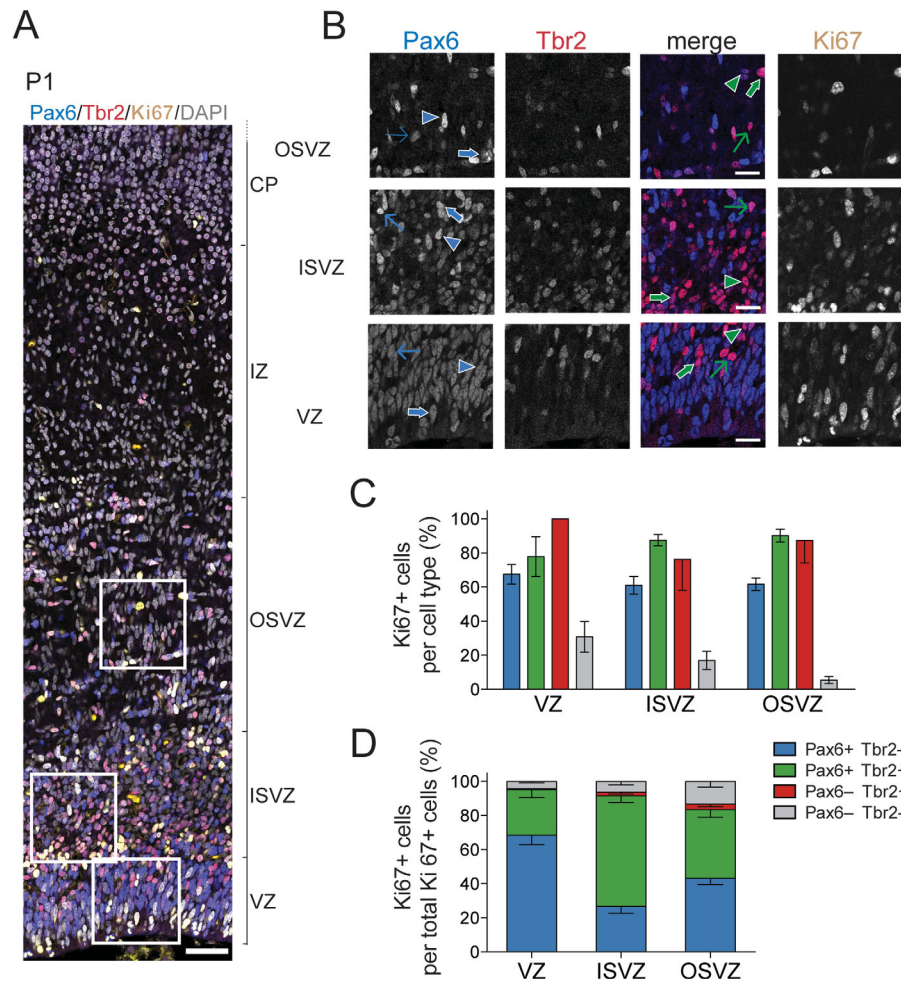 A
P1
Pax6/Tbr2/Ki67/DAPI
CP
IZ
OSVZ
ISVZ
VZ
B
Pax6 Tbr2 merge Ki67
OSVZ
ISVZ
VZ
C
Ki67+ cells
per cell type (%)
100
80
60
40
20
0
VZ ISVZ OSVZ
D
Ki67+ cells
per total Ki 67+ cells (%)
100
80
60
40
20
0
VZ ISVZ OSVZ
Pax6+ Tbr2-
Pax6+ Tbr2-
Pax6– Tbr2-
Pax6– Tbr2-